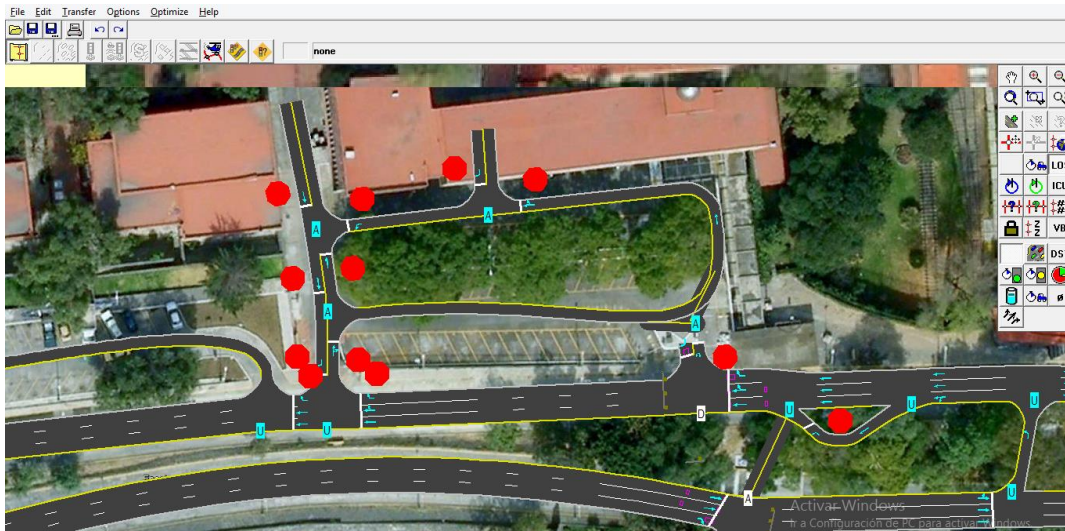 File Edit Transfer Options Optimize Help
none
LOS
ICU
VB
DS
A
A
A
A
A
U
U
U
U
U
U
D
A
Activar Windows
Ir a Configuración de PC para activar Windows.